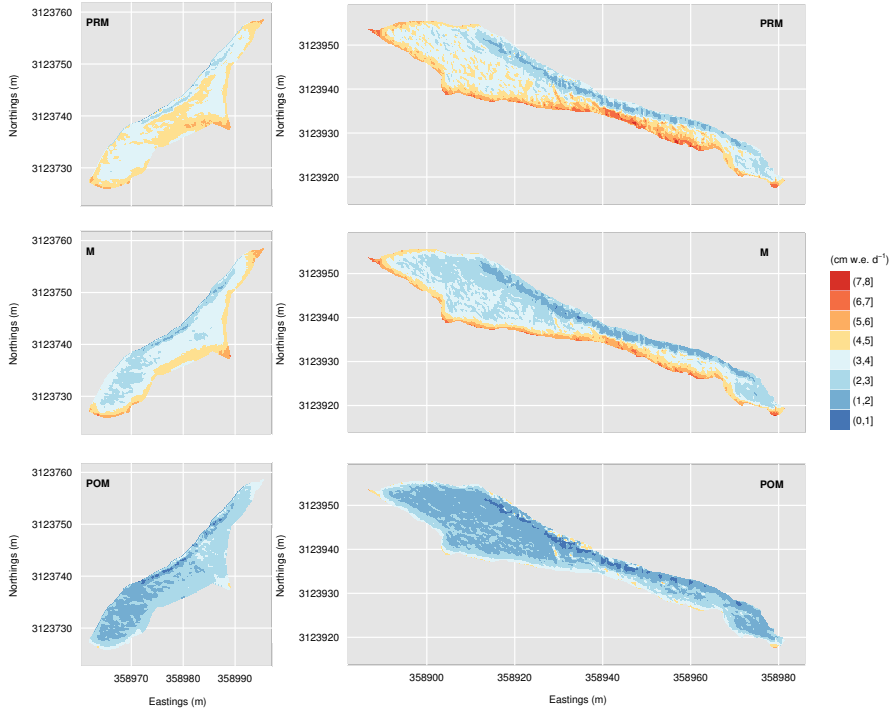 PRM
3123760
3123750
3123740
3123730
Northings (m)
PRM
3123950
3123940
3123930
3123920
Northings (m)
M
3123760
3123750
3123740
3123730
Northings (m)
M
3123950
3123940
3123930
3123920
Northings (m)
(cm w.e. d⁻¹)
(7,8]
(6,7]
(5,6]
(4,5]
(3,4]
(2,3]
(1,2]
(0,1]
POM
3123760
3123750
3123740
3123730
Northings (m)
358970
358980
358990
Eastings (m)
POM
3123950
3123940
3123930
3123920
Northings (m)
358900
358920
358940
358960
358980
Eastings (m)